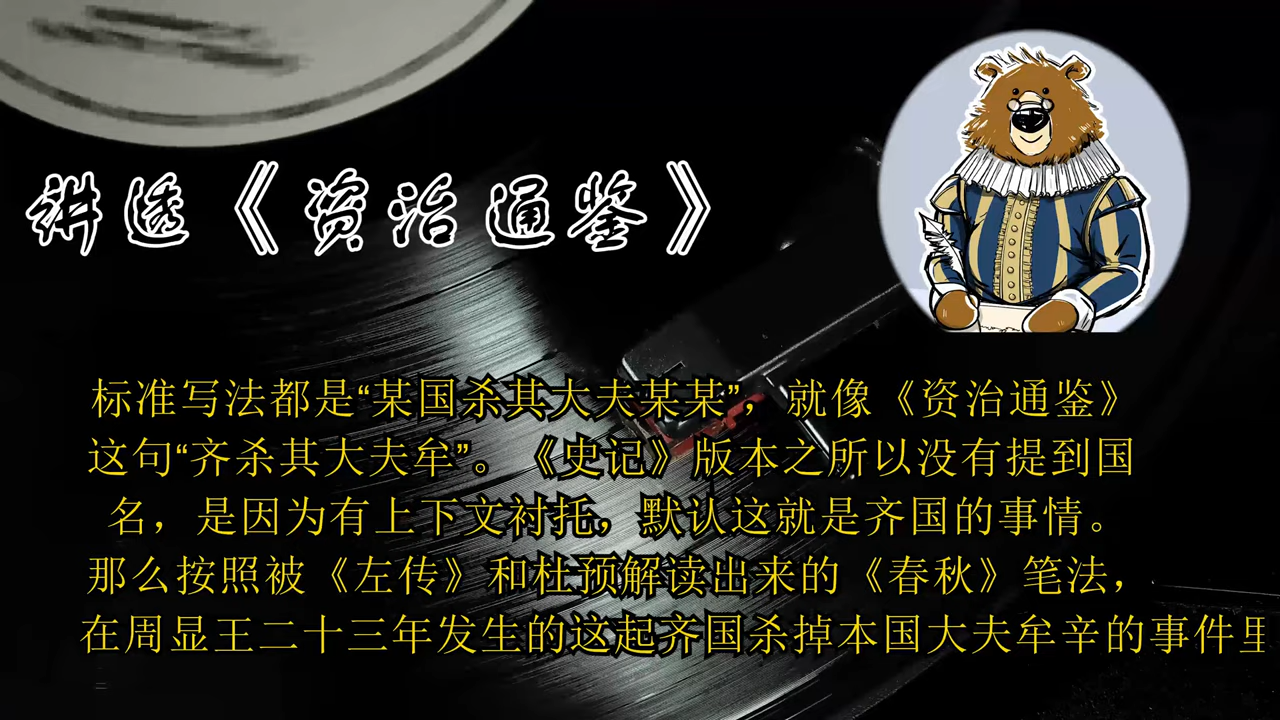 讲透《资治通鉴》
标准写法都是“某国杀其大夫某某”，就像《资治通鉴》
这句“齐杀其大夫牟”。《史记》版本之所以没有提到国
名，是因为有上下文衬托，默认这就是齐国的事情。
那么按照被《左传》和杜预解读出来的《春秋》笔法，
在周显王二十三年发生的这起齐国杀掉本国大夫牟辛的事件里